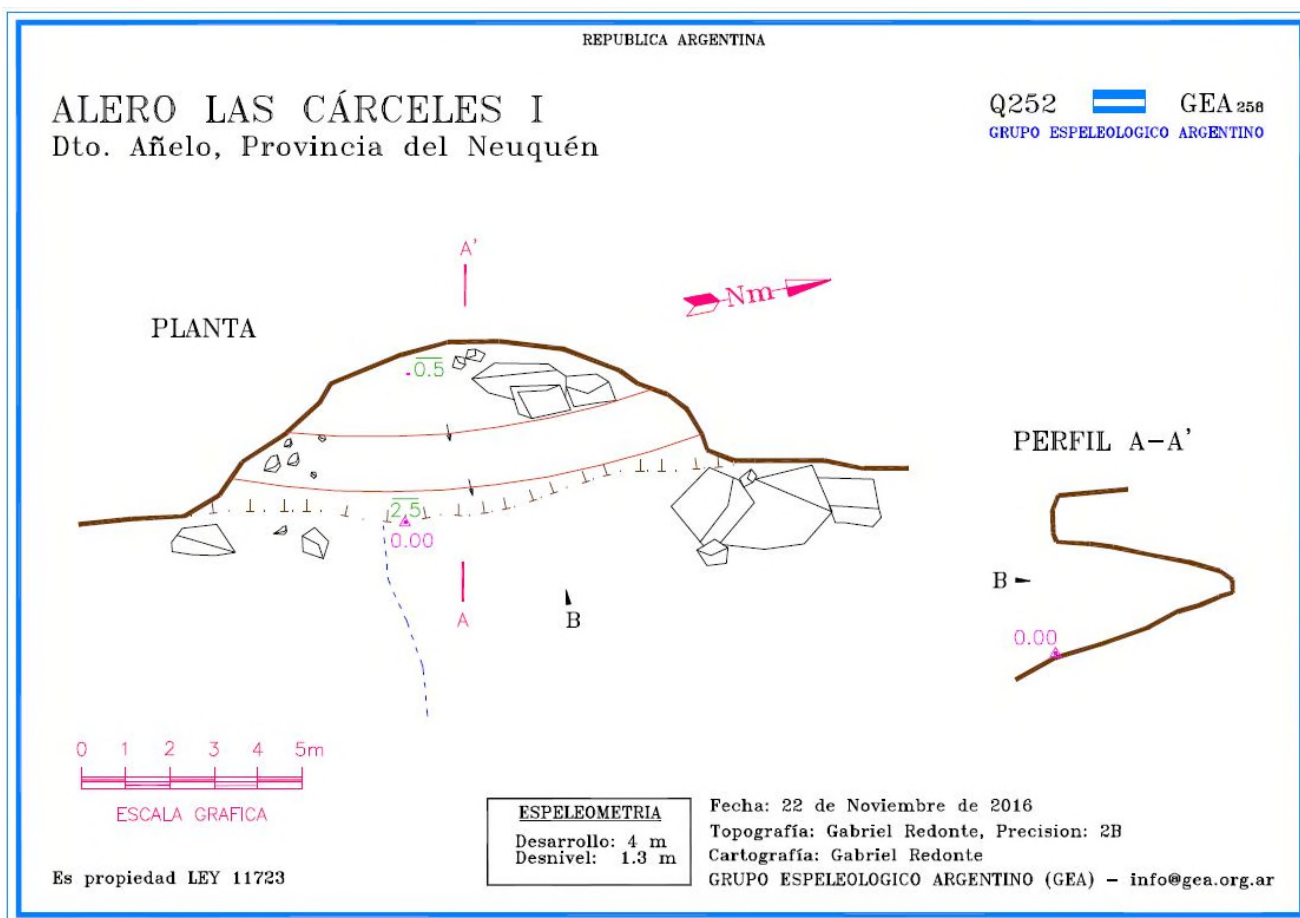 REPUBLICA ARGENTINA
ALERO LAS CÁRCELES I
Dto. Añelo, Provincia del Neuquén
Q252 GEA 258
GRUPO ESPELEOLOGICO ARGENTINO
A'
Nm
PLANTA
0.5
PERFIL A-A'
2.5
0.00
A
B
B
0.00
0 1 2 3 4 5m
ESCALA GRAFICA
ESPELEOMETRIA
Desarrollo: 4 m
Desnivel: 1.3 m
Fecha: 22 de Noviembre de 2016
Topografía: Gabriel Redonte, Precision: 2B
Cartografía: Gabriel Redonte
GRUPO ESPELEOLOGICO ARGENTINO (GEA) – info@gea.org.ar
Es propiedad LEY 11723